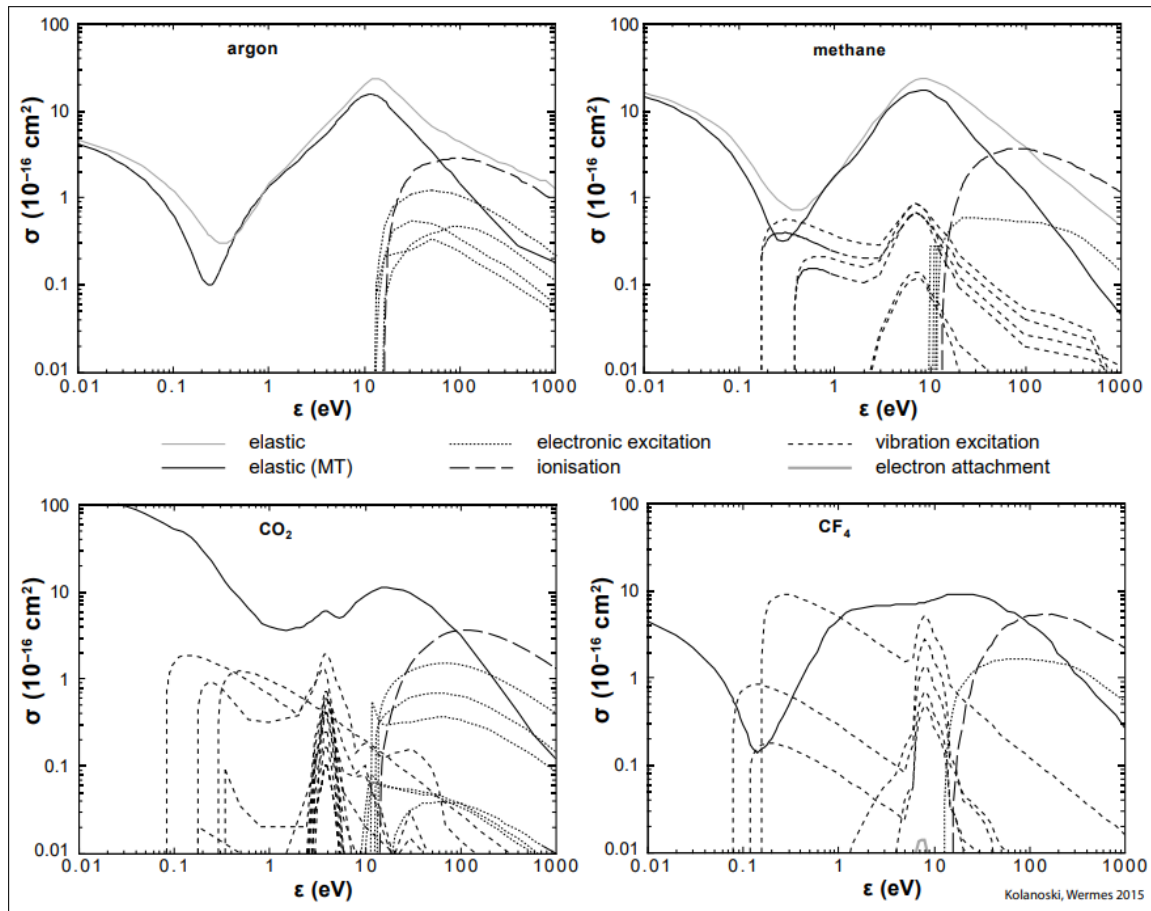 argon
σ (10⁻¹⁶ cm²)
100
10
1
0.1
0.01
0.01 0.1 1 10 100 1000
ε (eV)
methane
σ (10⁻¹⁶ cm²)
100
10
1
0.1
0.01
0.01 0.1 1 10 100 1000
ε (eV)
elastic electronic excitation vibration excitation
elastic (MT) ionisation electron attachment
CO₂
σ (10⁻¹⁶ cm²)
100
10
1
0.1
0.01
0.01 0.1 1 10 100 1000
ε (eV)
CF₄
σ (10⁻¹⁶ cm²)
100
10
1
0.1
0.01
0.01 0.1 1 10 100 1000
ε (eV)
Kolanoski, Wermes 2015